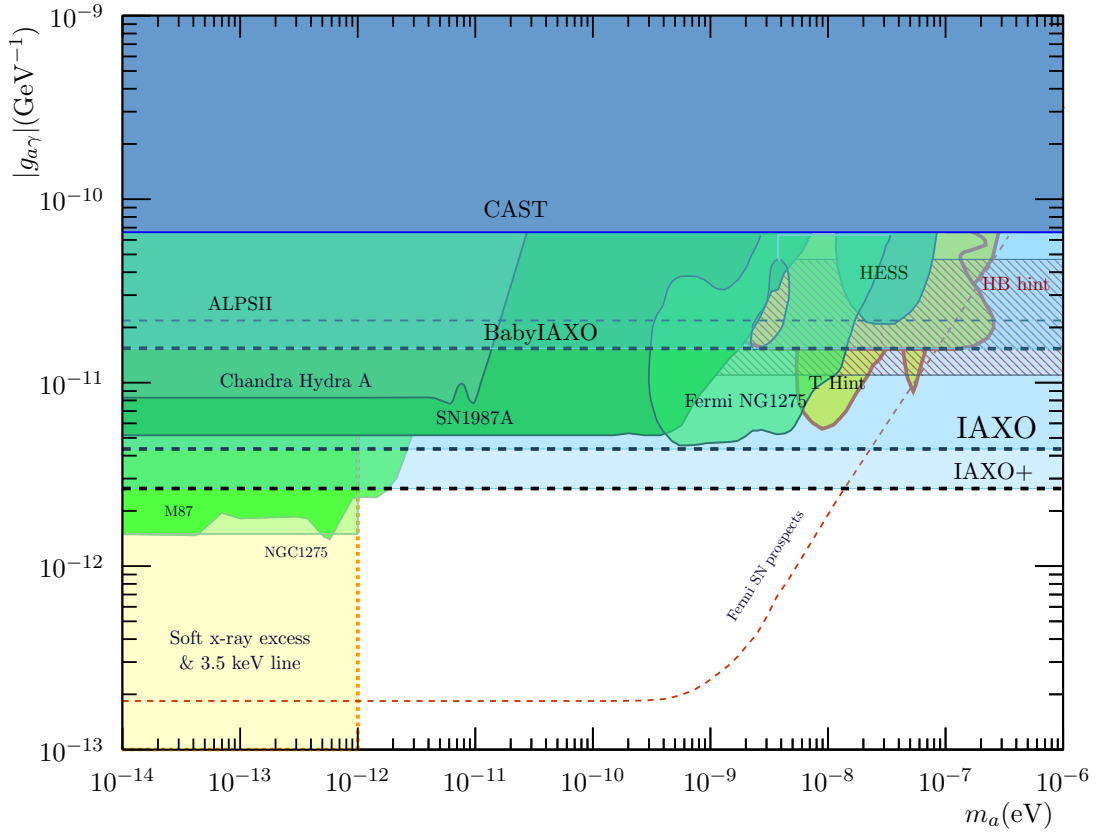 |g_{aγ}|(GeV⁻¹)
10⁻⁹
10⁻¹⁰
10⁻¹¹
10⁻¹²
10⁻¹³
CAST
HESS
HB hint
ALPSII
BabyIAXO
Chandra Hydra A
T Hint
Fermi NG1275
SN1987A
IAXO
IAXO+
M87
NGC1275
Fermi SN prospects
Soft x-ray excess
& 3.5 keV line
10⁻¹⁴ 10⁻¹³ 10⁻¹² 10⁻¹¹ 10⁻¹⁰ 10⁻⁹ 10⁻⁸ 10⁻⁷ 10⁻⁶
m_a(eV)